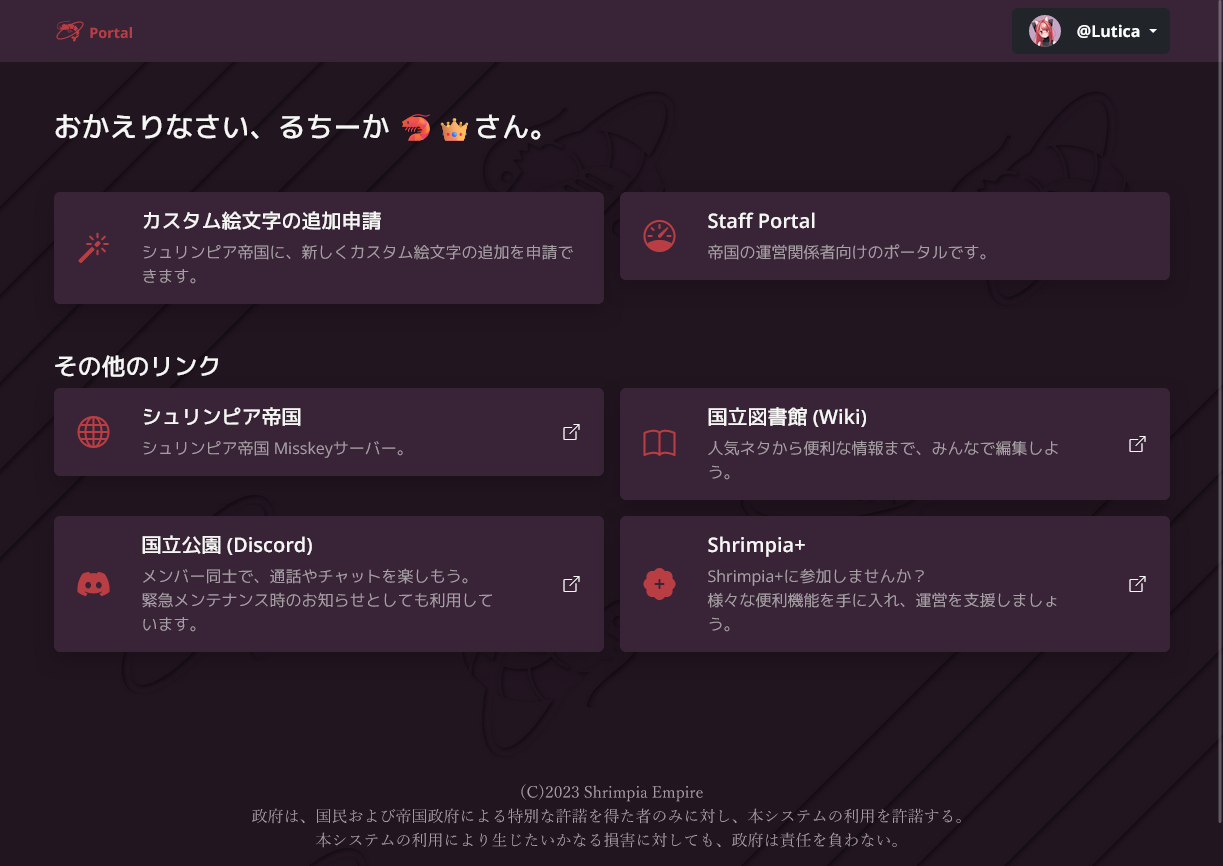 Portal
@Lutica
おかえりなさい、るちーか 🦐 👑 さん。
カスタム絵文字の追加申請
シュリンピア帝国に、新しくカスタム絵文字の追加を申請で
きます。
Staff Portal
帝国の運営関係者向けのポータルです。
その他のリンク
シュリンピア帝国
シュリンピア帝国 Misskeyサーバー。
国立図書館 (Wiki)
人気ネタから便利な情報まで、みんなで編集しよ
う。
国立公園 (Discord)
メンバー同士で、通話やチャットを楽しもう。
緊急メンテナンス時のお知らせとしても利用して
います。
Shrimpia+
Shrimpia+に参加しませんか？
様々な便利機能を手に入れ、運営を支援しましょ
う。
(C)2023 Shrimpia Empire
政府は、国民および帝国政府による特別な許諾を得た者のみに対し、本システムの利用を許諾する。
本システムの利用により生じたいかなる損害に対しても、政府は責任を負わない。